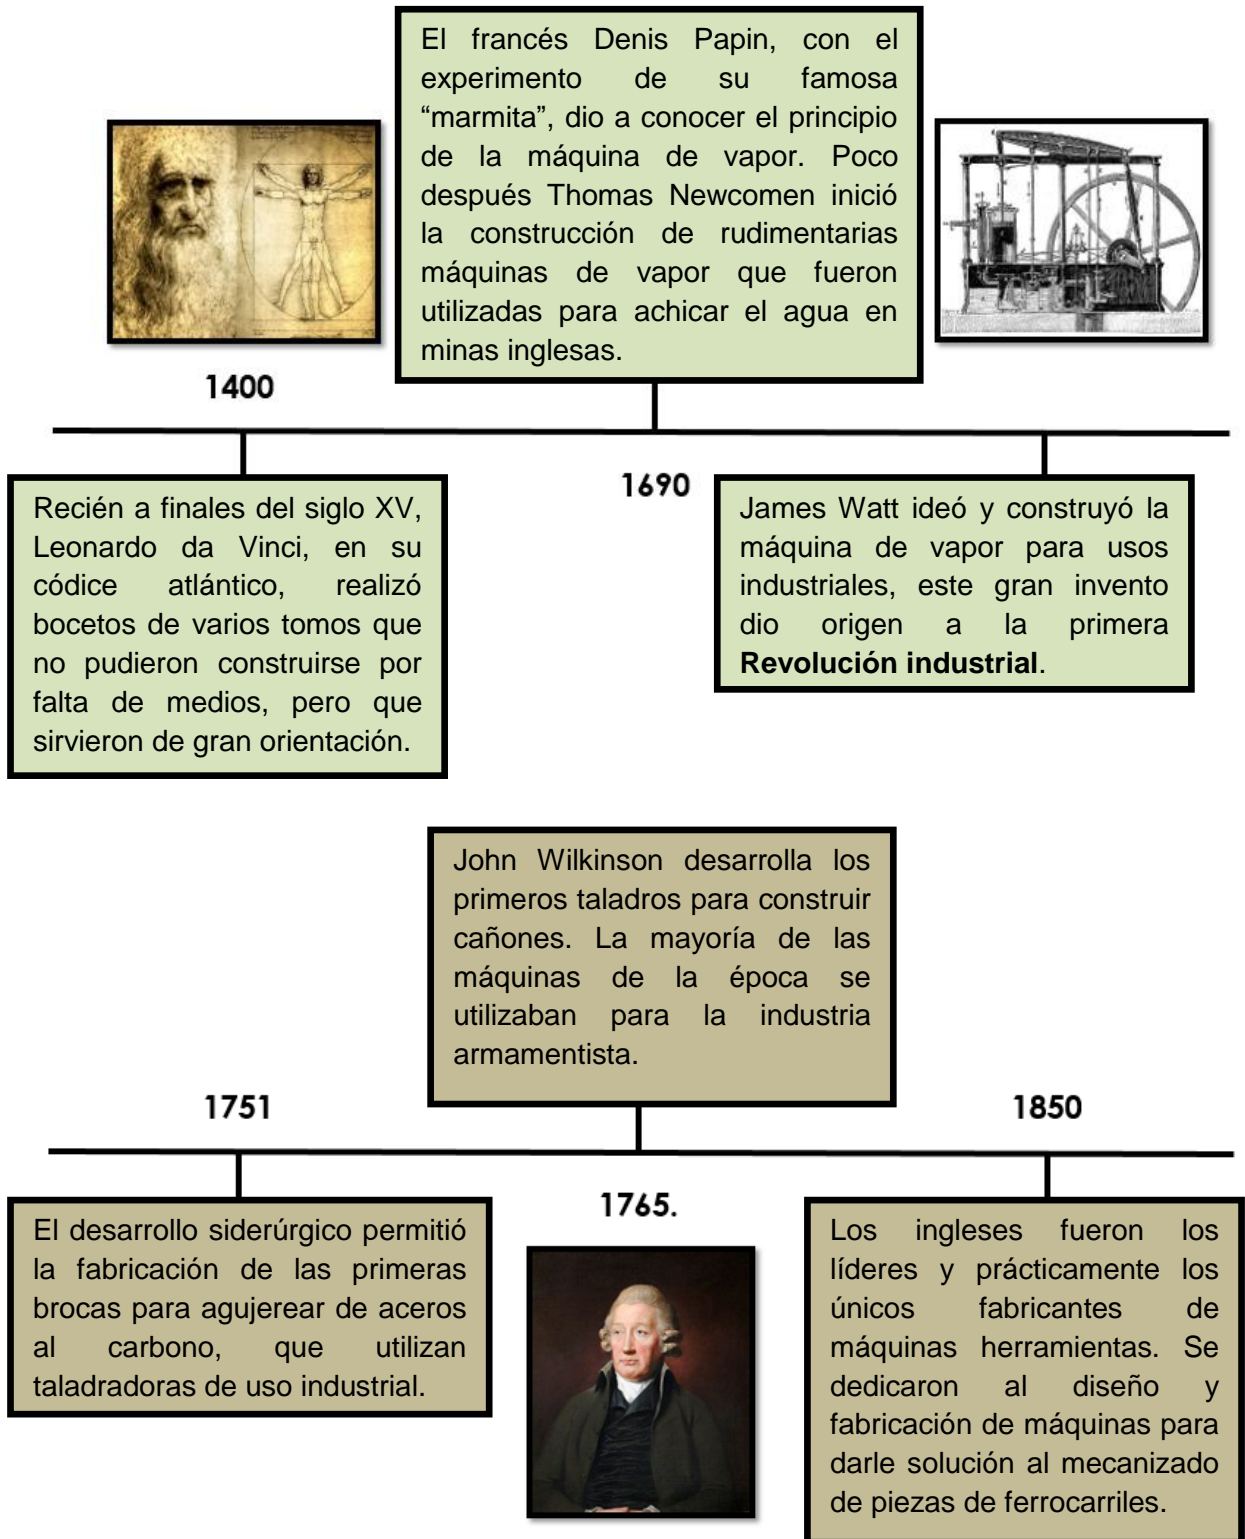 El francés Denis Papin, con el
experimento de su famosa
“marmita”, dio a conocer el principio
de la máquina de vapor. Poco
después Thomas Newcomen inició
la construcción de rudimentarias
máquinas de vapor que fueron
utilizadas para achicar el agua en
minas inglesas.
1400
1690
Recién a finales del siglo XV,
Leonardo da Vinci, en su
códice atlántico, realizó
bocetos de varios tomos que
no pudieron construirse por
falta de medios, pero que
sirvieron de gran orientación.
James Watt ideó y construyó la
máquina de vapor para usos
industriales, este gran invento
dio origen a la primera
Revolución industrial.
John Wilkinson desarrolla los
primeros taladros para construir
cañones. La mayoría de las
máquinas de la época se
utilizaban para la industria
armamentista.
1751
1850
1765.
El desarrollo siderúrgico permitió
la fabricación de las primeras
brocas para agujerear de aceros
al carbono, que utilizan
taladradoras de uso industrial.
Los ingleses fueron los
líderes y prácticamente los
únicos fabricantes de
máquinas herramientas. Se
dedicaron al diseño y
fabricación de máquinas para
darle solución al mecanizado
de piezas de ferrocarriles.